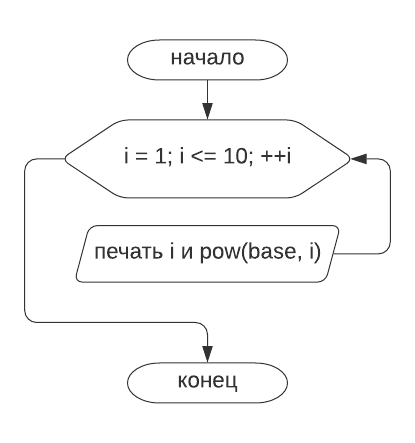 начало
i = 1; i <= 10; ++i
печать i и pow(base, i)
конец